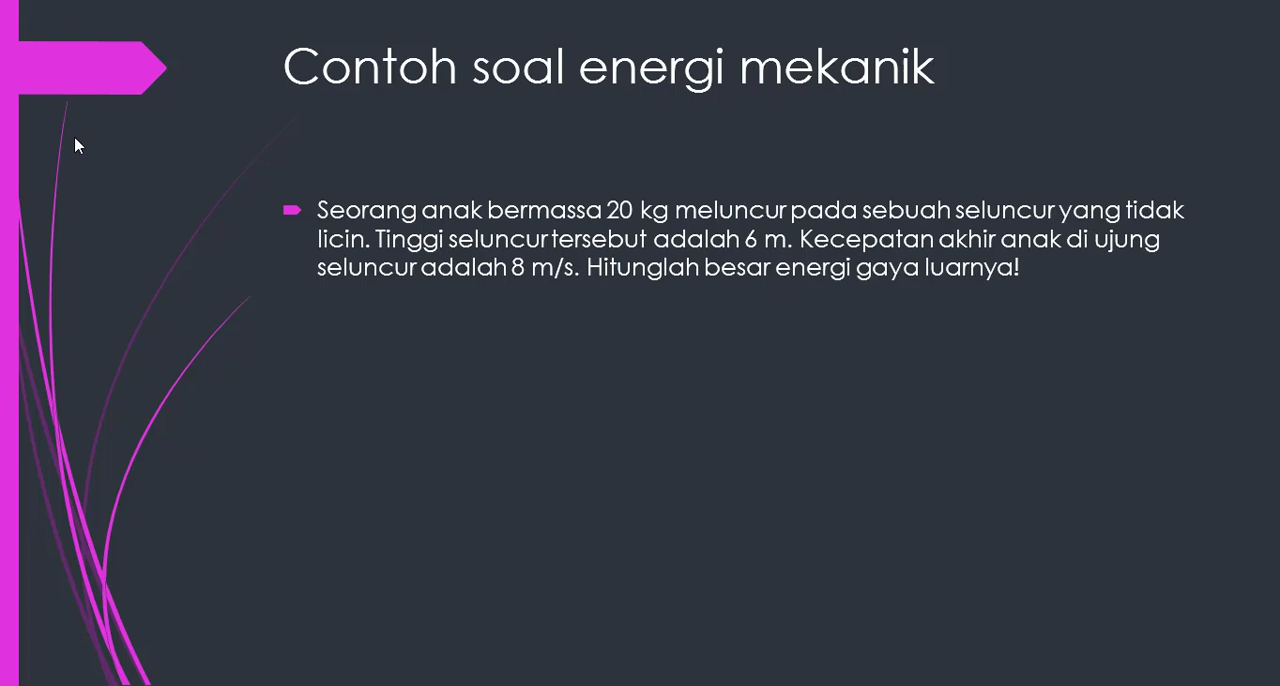 Contoh soal energi mekanik
Seorang anak bermassa 20 kg meluncur pada sebuah seluncur yang tidak
licin. Tinggi seluncur tersebut adalah 6 m. Kecepatan akhir anak di ujung
seluncur adalah 8 m/s. Hitunglah besar energi gaya luarnya!